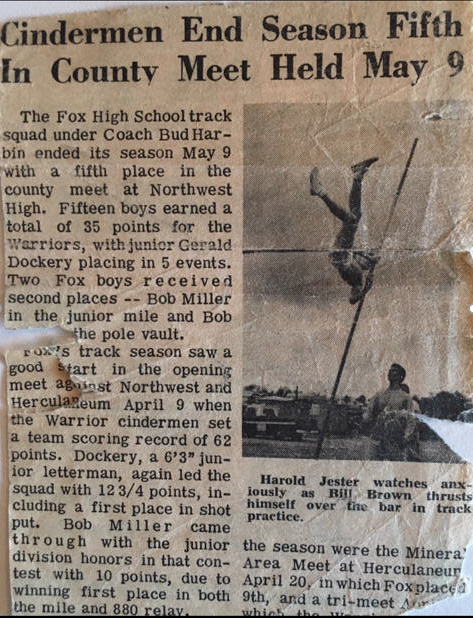 Cindermen End Season Fifth
In County Meet Held May 9
The Fox High School track
squad under Coach Bud Har-
bin ended its season May 9
with a fifth place in the
county meet at Northwest
High. Fifteen boys earned a
total of 35 points for the
Warriors, with junior Gerald
Dockery placing in 5 events.
Two Fox boys received
second places -- Bob Miller
in the junior mile and Bob
the pole vault.
Fox's track season saw a
good start in the opening
meet against Northwest and
Herculaneum April 9 when
the Warrior cindermen set
a team scoring record of 62
points. Dockery, a 6'3" jun-
ior letterman, again led the
squad with 12 3/4 points, in-
cluding a first place in shot
put. Bob Miller came
through with the junior
division honors in that con-
test with 10 points, due to
winning first place in both
the mile and 880 relay.
Harold Jester watches anx-
iously as Bill Brown thrusts
himself over the bar in track
practice.
the season were the Mineral
Area Meet at Herculaneum
April 20, in which Fox placed
9th, and a tri-meet April
which the